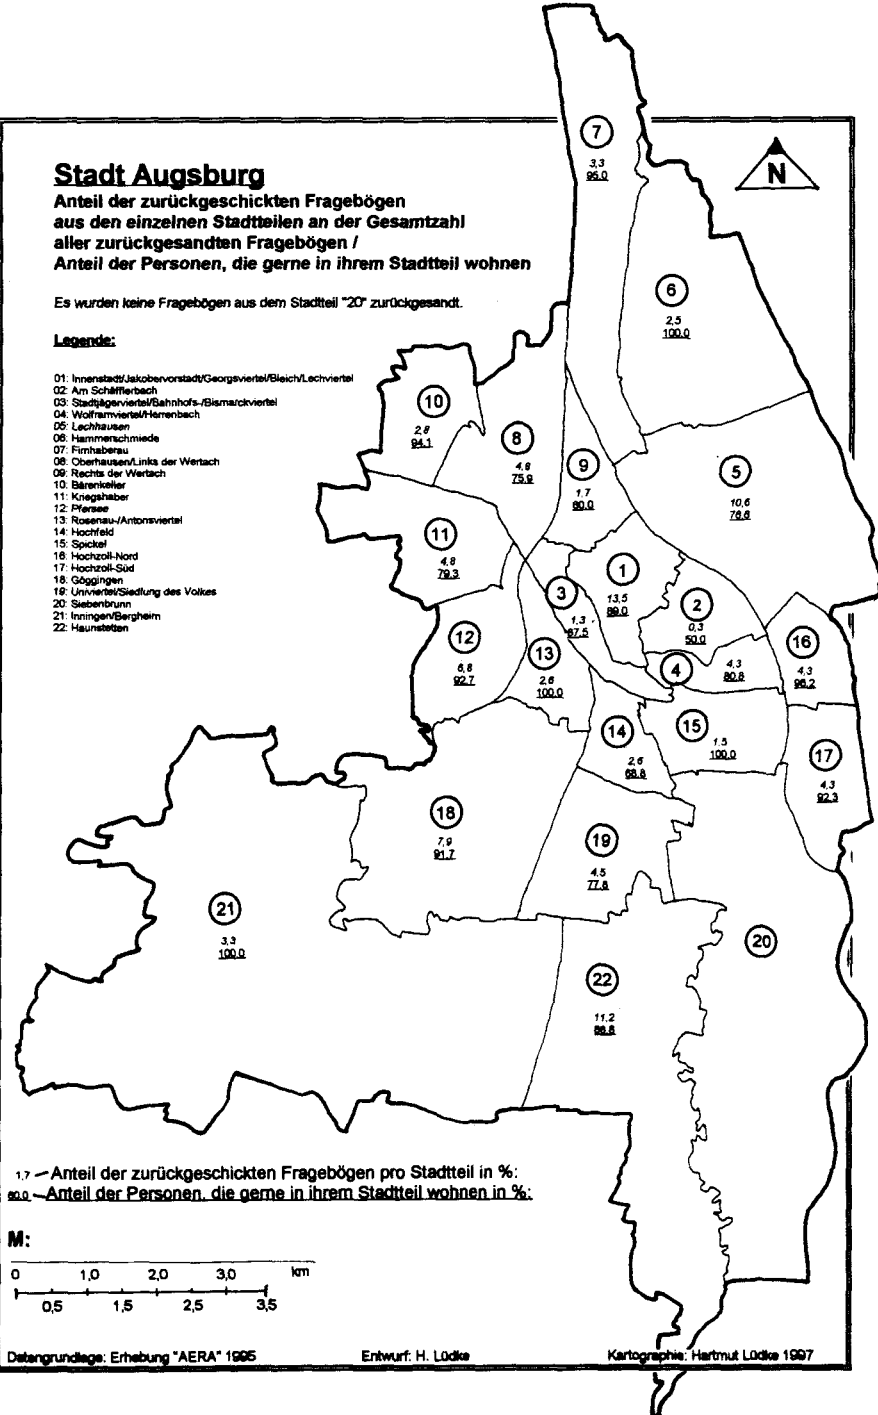 Stadt Augsburg
Anteil der zurückgeschickten Fragebögen
aus den einzelnen Stadtteilen an der Gesamtzahl
aller zurückgesandten Fragebögen /
Anteil der Personen, die gerne in ihrem Stadtteil wohnen
Es wurden keine Fragebögen aus dem Stadtteil "20" zurückgesandt.
Legende:
01: Innenstadt/Jakobervorstadt/Georgsviertel/Bleich/Lechviertel
02: Am Schäfflerbach
03: Stadtjägerviertel/Bahnhofs-/Bismarckviertel
04: Wolframviertel/Herrenbach
05: Lechhausen
06: Hammerschmiede
07: Firnhaberau
08: Oberhausen/Links der Wertach
09: Rechts der Wertach
10: Bärenkeller
11: Kriegshaber
12: Pfersee
13: Rosenau-/Antonsviertel
14: Hochfeld
15: Spickel
16: Hochzoll-Nord
17: Hochzoll-Süd
18: Göggingen
19: Univiertel/Siedlung des Volkes
20: Siebenbrunn
21: Inningen/Bergheim
22: Haunstetten
N
7
3,3
95.0
6
2,5
100.0
10
2,8
94.1
8
4,8
75.9
9
1,7
60.0
5
10,6
11
4,8
79.3
1
13,5
89.0
2
0,3
50.0
3
1,3
87.5
12
6,8
92.7
13
2,6
100.0
4
4,3
80.8
16
4,3
96.2
14
2,6
68.8
15
1,5
100.0
17
4,3
92.3
18
7,9
91.7
19
4,5
77.8
21
3,3
100.0
20
22
11,2
86.8
1,7 Anteil der zurückgeschickten Fragebögen pro Stadtteil in %:
60.0 Anteil der Personen, die gerne in ihrem Stadtteil wohnen in %:
M:
0 1,0 2,0 3,0 km
0,5 1,5 2,5 3,5
Datengrundlage: Erhebung "AERA" 1995 Entwurf: H. Lüdke Kartographie: Hartmut Lüdke 1997